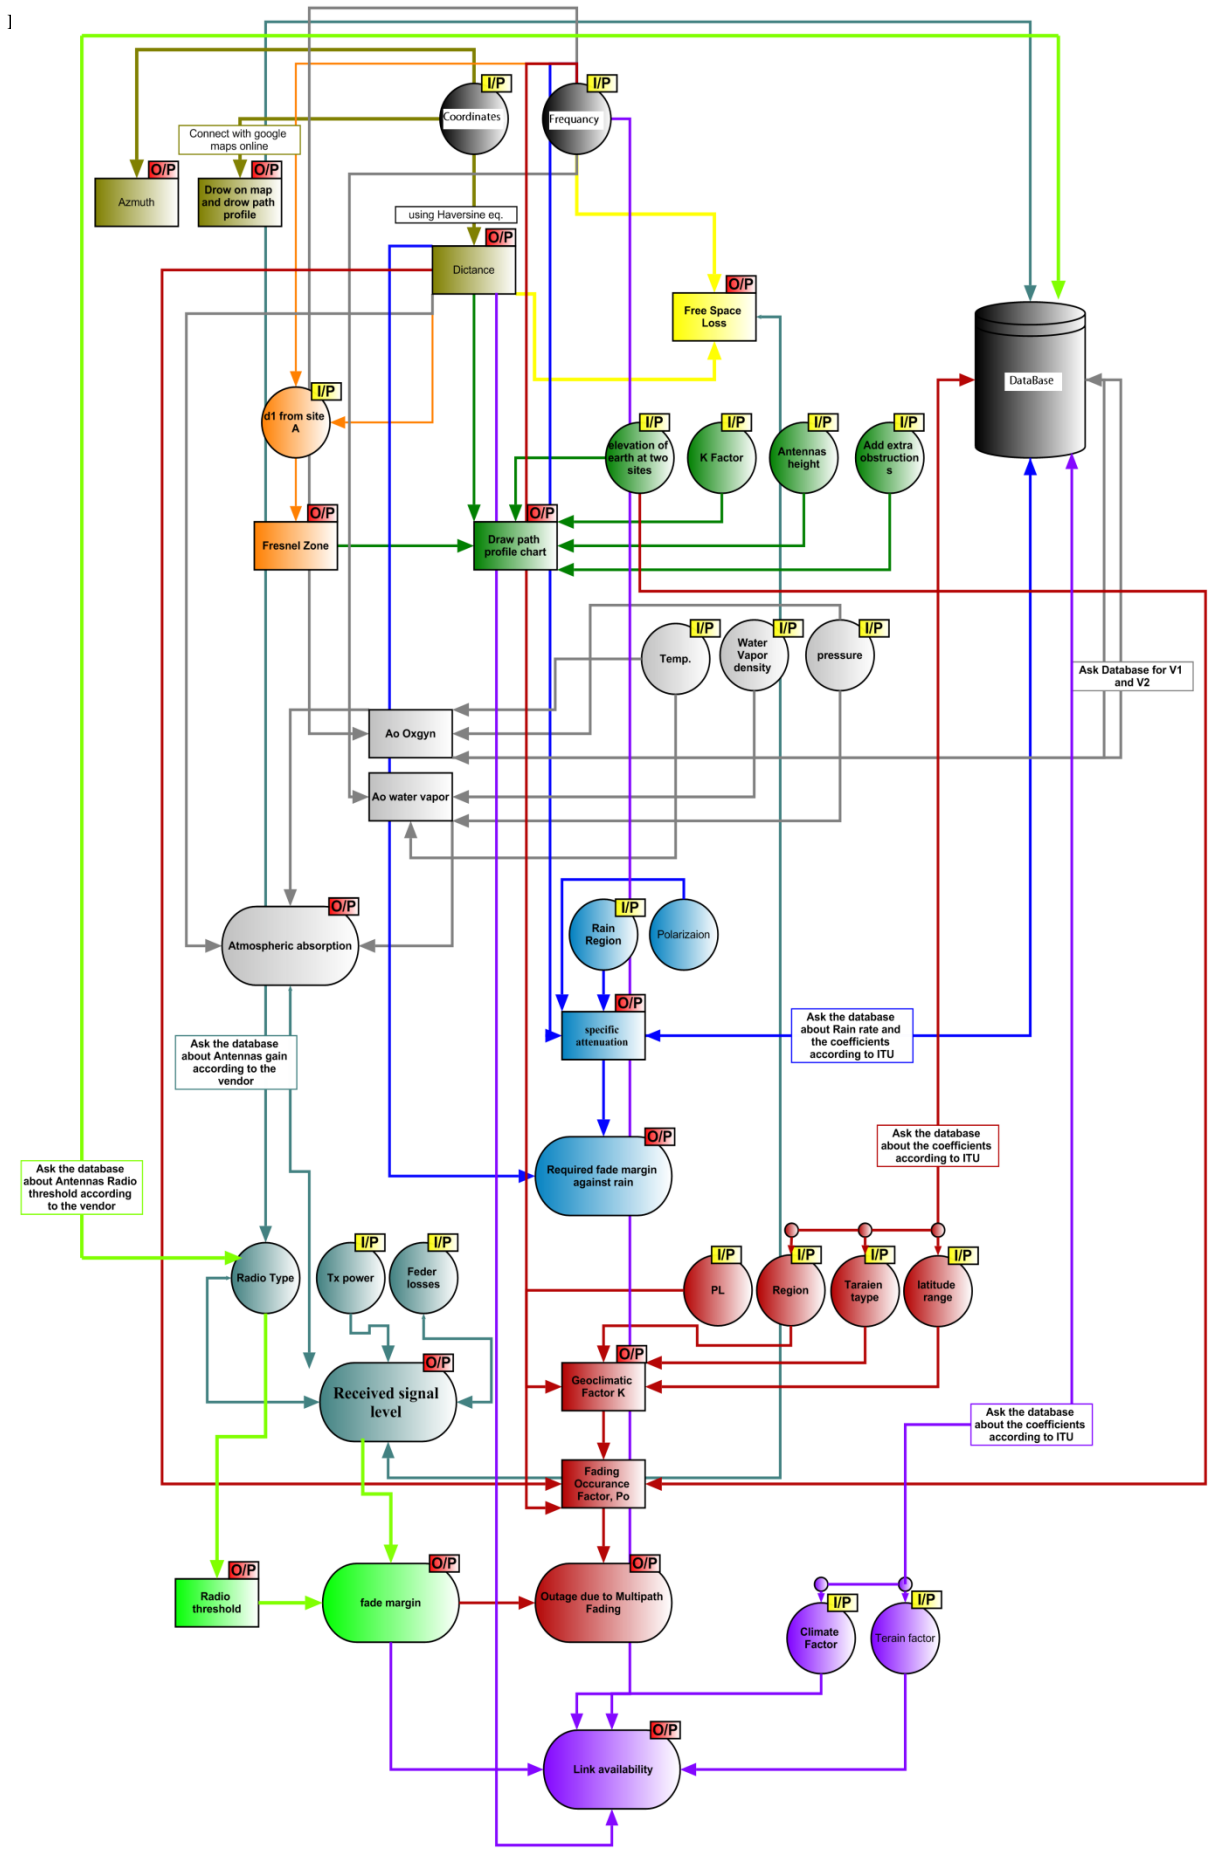 ]
I/P
Coordinates
I/P
Frequancy
Connect with google
maps online
O/P
Azmuth
O/P
Drow on map
and drow path
profile
using Haversine eq.
O/P
Dictance
O/P
Free Space
Loss
DataBase
I/P
d1 from site
A
I/P
elevation of
earth at two
sites
I/P
K Factor
I/P
Antennas
height
I/P
Add extra
obstruction
s
O/P
Fresnel Zone
O/P
Draw path
profile chart
I/P
Temp.
I/P
Water
Vapor
density
I/P
pressure
Ask Database for V1
and V2
Ao Oxgyn
Ao water vapor
O/P
Atmospheric absorption
I/P
Rain
Region
Polarizaion
O/P
specific
attenuation
Ask the database
about Rain rate and
the coefficients
according to ITU
Ask the database
about Antennas gain
according to the
vendor
O/P
Required fade margin
against rain
Ask the database
about the coefficients
according to ITU
Ask the database
about Antennas Radio
threshold according
to the vendor
Radio Type
I/P
Tx power
I/P
Feder
losses
I/P
PL
I/P
Region
I/P
Taraien
taype
I/P
latitude
range
O/P
Received signal
level
O/P
Geoclimatic
Factor K
Ask the database
about the coefficients
according to ITU
Fading
Occurance
Factor, Po
O/P
Radio
threshold
O/P
fade margin
O/P
Outage due to Multipath
Fading
I/P
Climate
Factor
I/P
Terain factor
O/P
Link availability